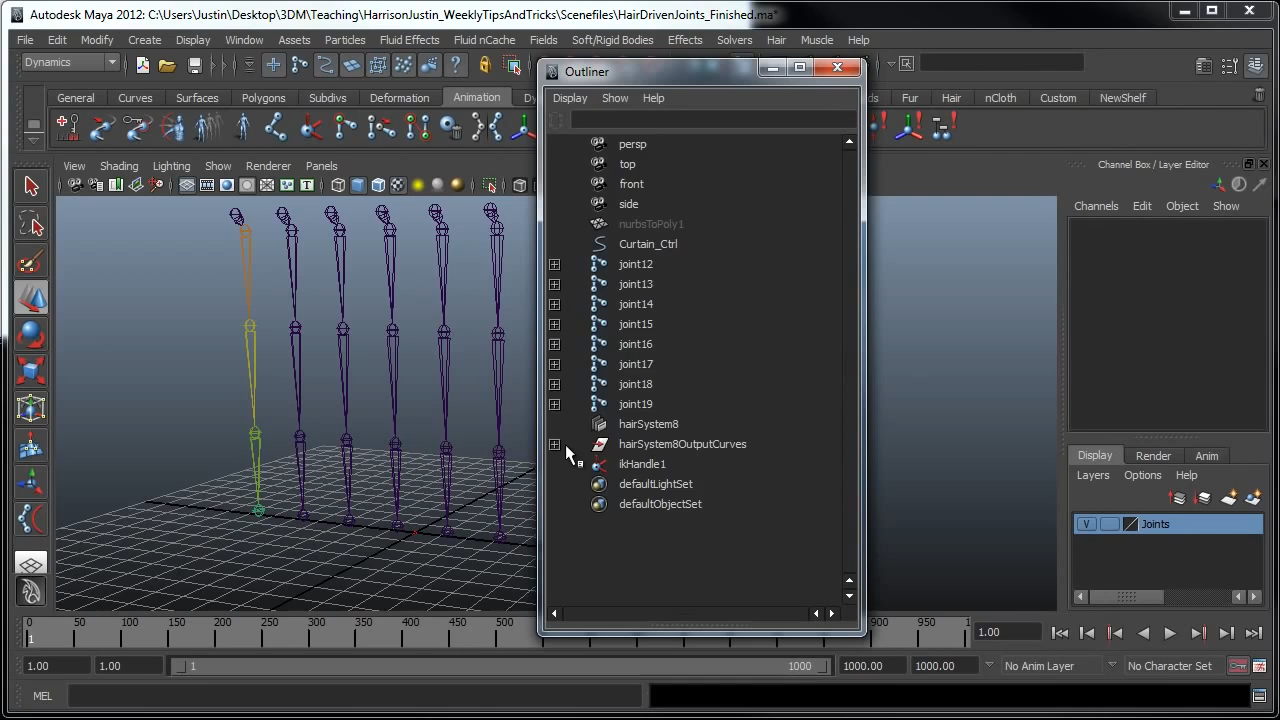 Autodesk Maya 2012: C:\Users\Justin\Desktop\3DM\Teaching\HarrisonJustin_WeeklyTipsAndTricks\Scenefiles\HairDrivenJoints_Finished.ma*
File Edit Modify Create Display Window Assets Particles Fluid Effects Fluid nCache Fields Soft/Rigid Bodies Effects Solvers Hair Muscle Help
Dynamics
General Curves Surfaces Polygons Subdivs Deformation Animation Dy
ds Fur Hair nCloth Custom NewShelf
View Shading Lighting Show Renderer Panels
Outliner
Display Show Help
persp
top
front
side
nurbsToPoly1
Curtain_Ctrl
joint12
joint13
joint14
joint15
joint16
joint17
joint18
joint19
hairSystem8
hairSystem8OutputCurves
ikHandle1
defaultLightSet
defaultObjectSet
Channel Box / Layer Editor
Channels Edit Object Show
Display Render Anim
Layers Options Help
V Joints
0 50 100 150 200 250 300 350 400 450 500 950 1
1 1.00
1.00 1.00 1 1000 1000.00 1000.00 No Anim Layer No Character Set
MEL